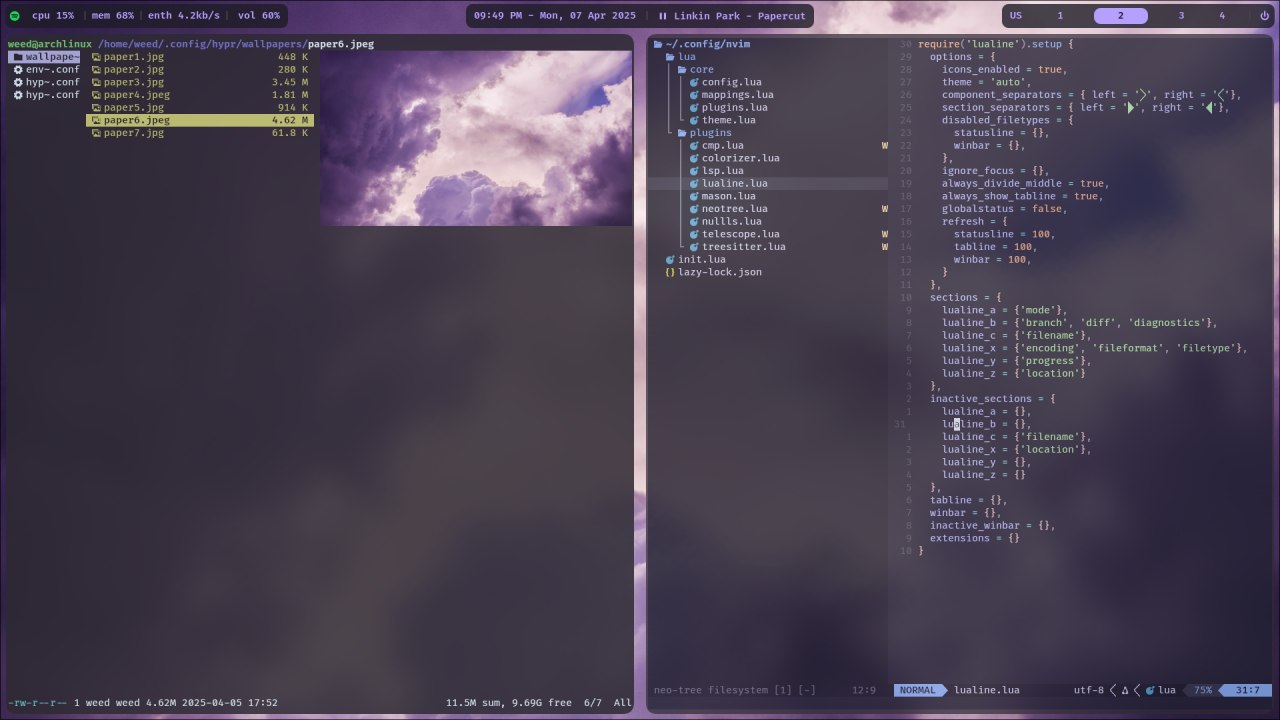 cpu 15% | mem 68% | enth 4.2kb/s | vol 60%
09:49 PM - Mon, 07 Apr 2025 | Linkin Park - Papercut
US 1 2 3 4
weed@archlinux /home/weed/.config/hypr/wallpapers/paper6.jpeg
wallpape~ paper1.jpg 448 K
env~.conf paper2.jpg 280 K
hyp~.conf paper3.jpg 3.45 M
hyp~.conf paper4.jpeg 1.81 M
paper5.jpg 914 K
paper6.jpeg 4.62 M
paper7.jpg 61.8 K
-rw-r--r-- 1 weed weed 4.62M 2025-04-05 17:52 11.5M sum, 9.69G free 6/7 All
~/.config/nvim
lua
core
config.lua
mappings.lua
plugins.lua
theme.lua
plugins
cmp.lua W
colorizer.lua
lsp.lua
lualine.lua
mason.lua
neotree.lua W
nullls.lua
telescope.lua W
treesitter.lua W
init.lua
{} lazy-lock.json
neo-tree filesystem [1] [-] 12:9
30 require('lualine').setup {
29 options = {
28 icons_enabled = true,
27 theme = 'auto',
26 component_separators = { left = '', right = ''},
25 section_separators = { left = '', right = ''},
24 disabled_filetypes = {
23 statusline = {},
22 winbar = {},
21 },
20 ignore_focus = {},
19 always_divide_middle = true,
18 always_show_tabline = true,
17 globalstatus = false,
16 refresh = {
15 statusline = 100,
14 tabline = 100,
13 winbar = 100,
12 }
11 },
10 sections = {
9 lualine_a = {'mode'},
8 lualine_b = {'branch', 'diff', 'diagnostics'},
7 lualine_c = {'filename'},
6 lualine_x = {'encoding', 'fileformat', 'filetype'},
5 lualine_y = {'progress'},
4 lualine_z = {'location'}
3 },
2 inactive_sections = {
1 lualine_a = {},
31 lualine_b = {},
1 lualine_c = {'filename'},
2 lualine_x = {'location'},
3 lualine_y = {},
4 lualine_z = {}
5 },
6 tabline = {},
7 winbar = {},
8 inactive_winbar = {},
9 extensions = {}
10 }
NORMAL lualine.lua utf-8 lua 75% 31:7